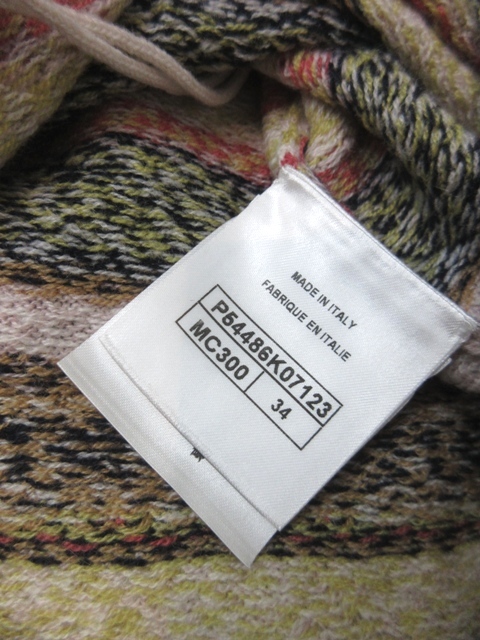 MADE IN ITALY
FABRIQUE EN ITALIE
P54486K07123
MC300 34